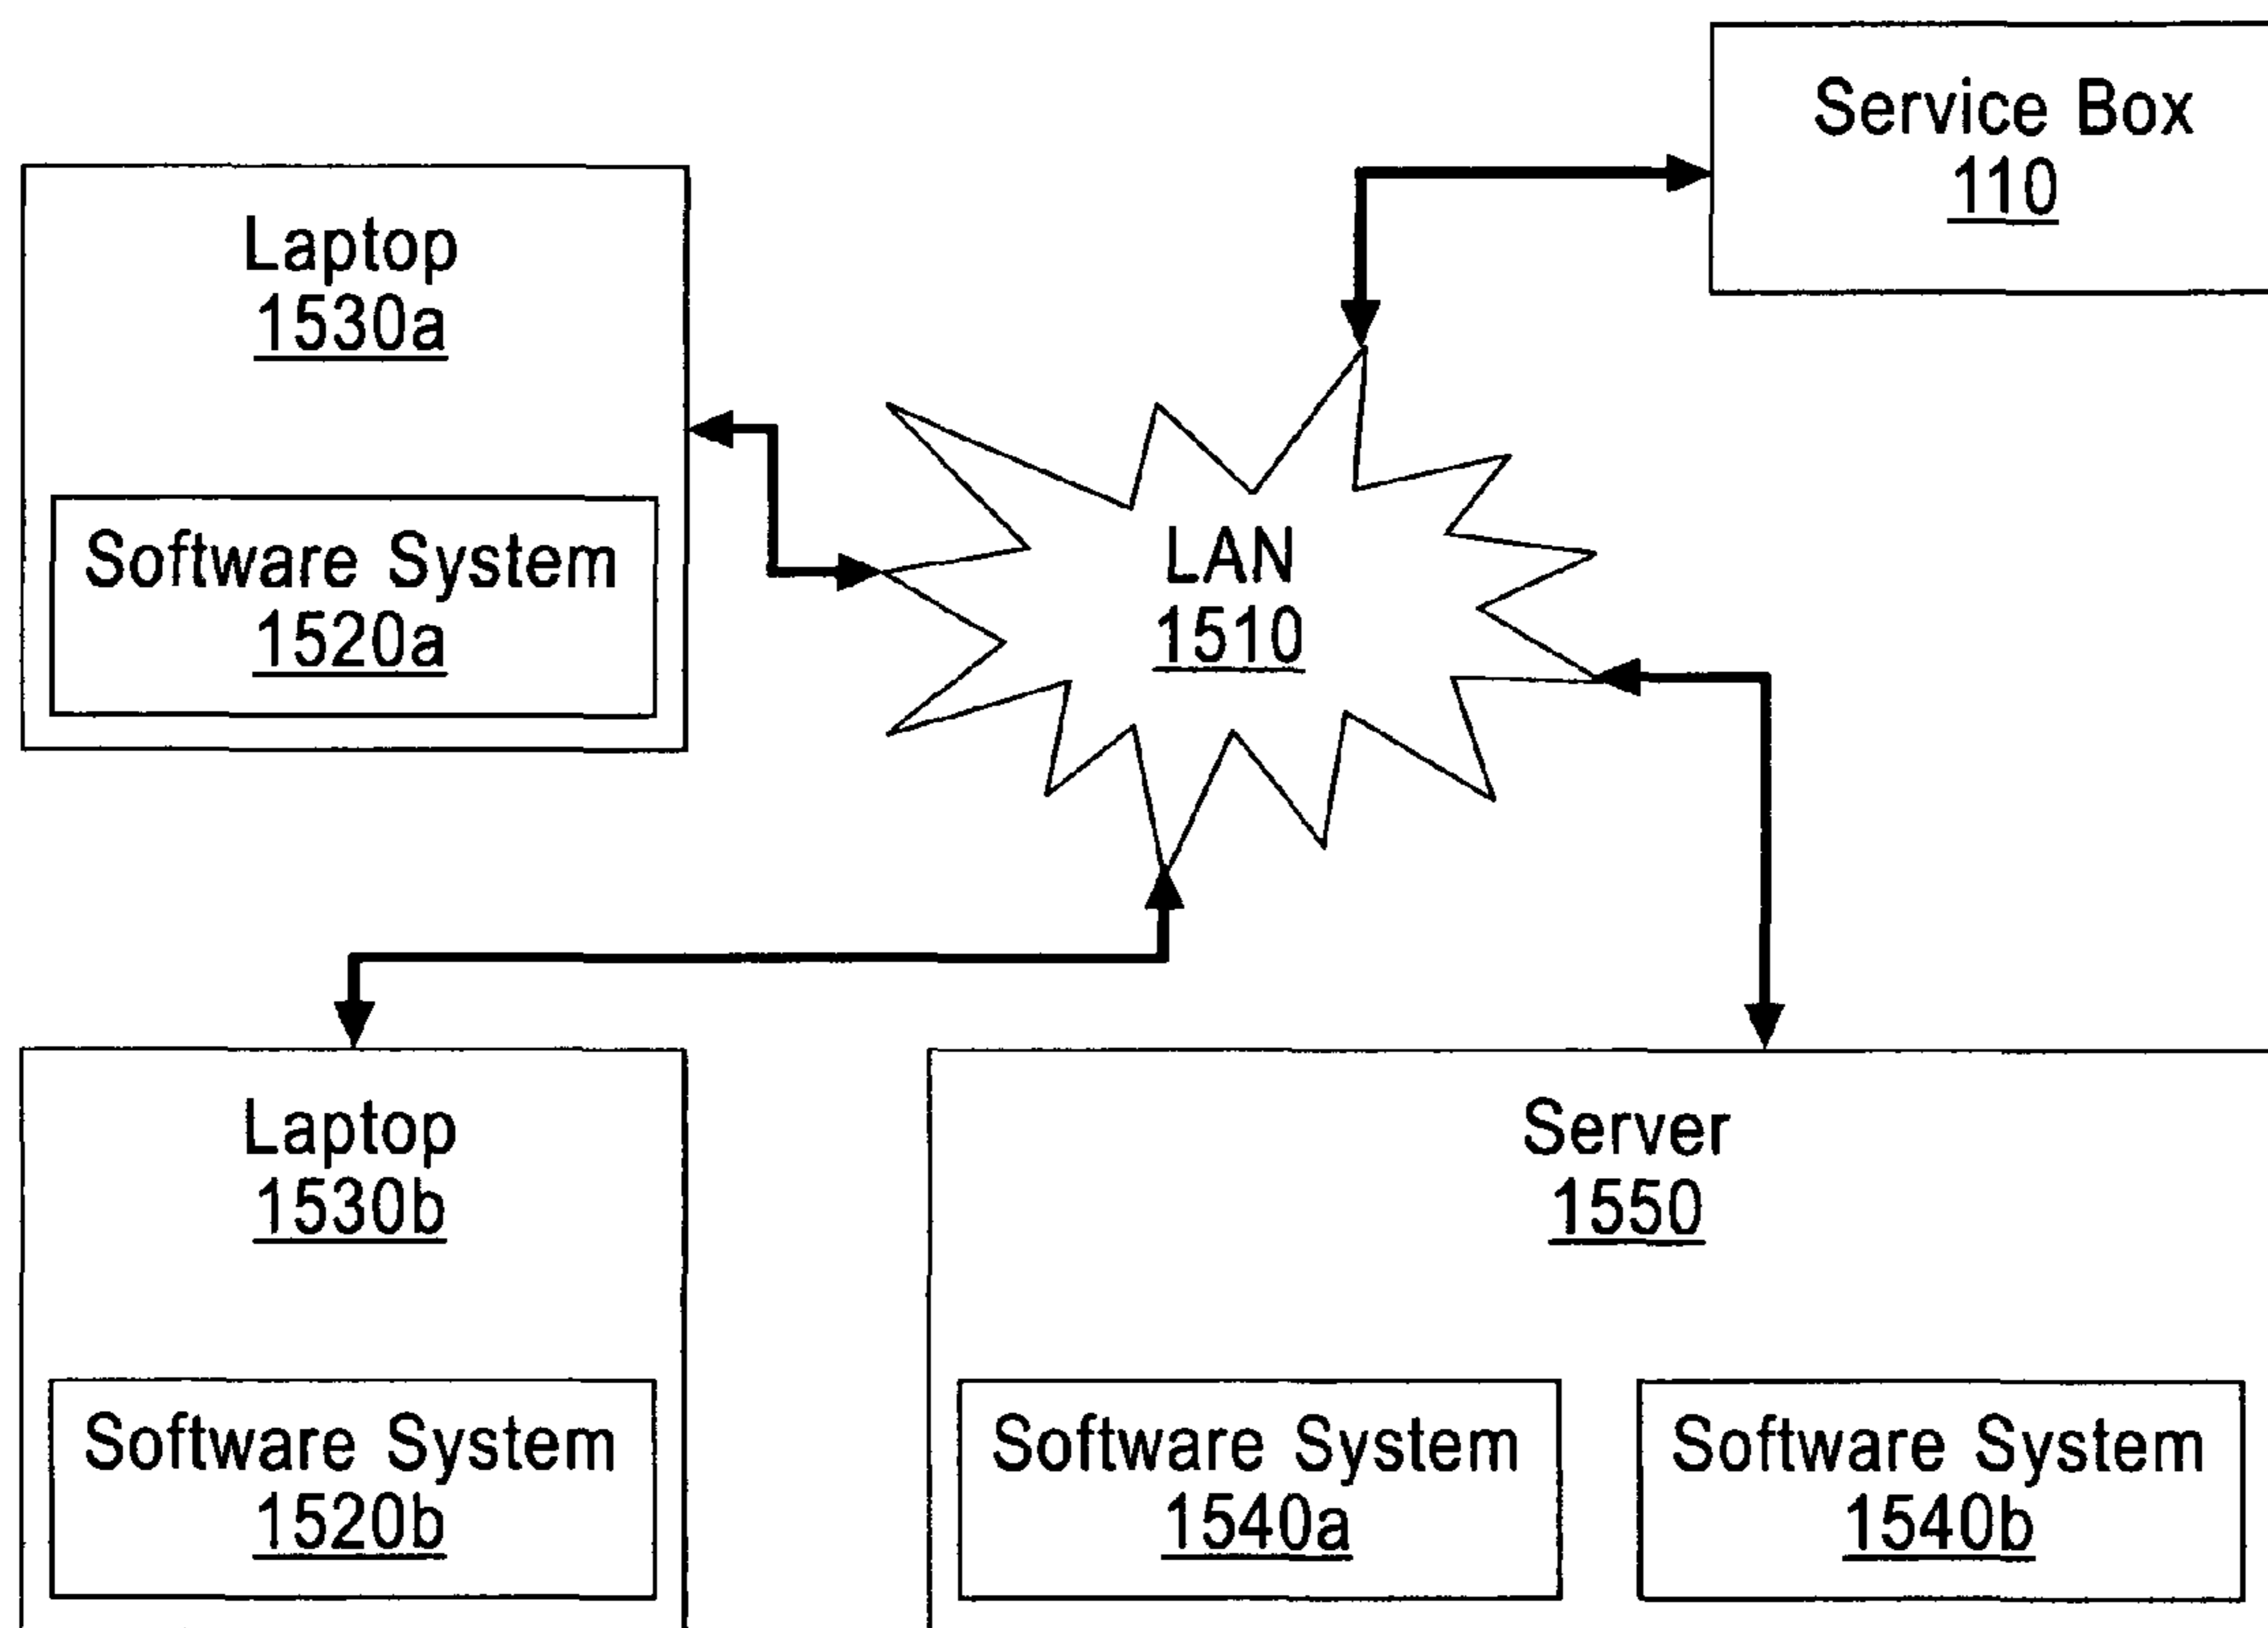 Service Box
110
Laptop
1530a
Software System
1520a
LAN
1510
Laptop
1530b
Software System
1520b
Server
1550
Software System
1540a
Software System
1540b